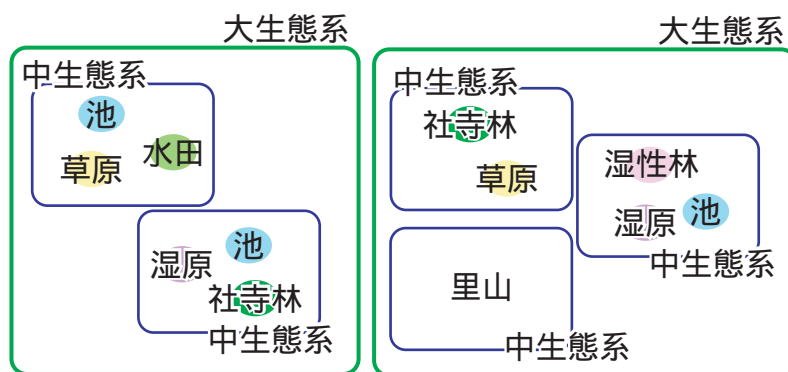 大生態系
中生態系
池
水田
草原
池
湿原
社寺林
中生態系
大生態系
中生態系
社寺林
草原
湿性林
池
湿原
中生態系
里山
中生態系